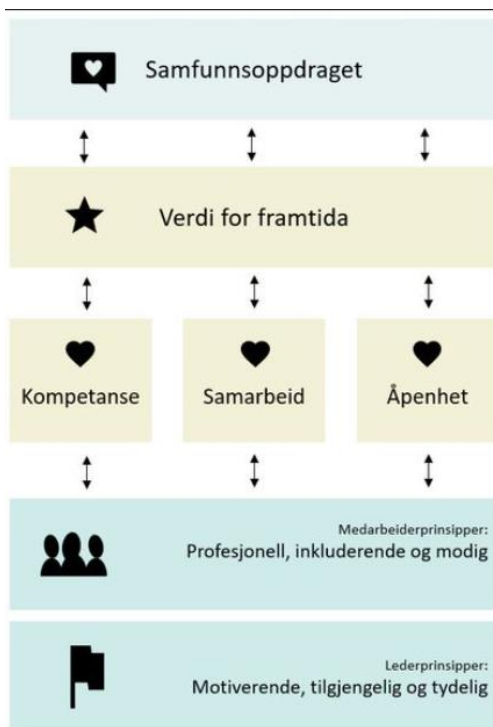 Samfunnsoppdraget
Verdi for framtida
Kompetanse
Samarbeid
Åpenhet
Medarbeiderprinsipper:
Profesjonell, inkluderende og modig
Lederprinsipper:
Motiverende, tilgjengelig og tydelig